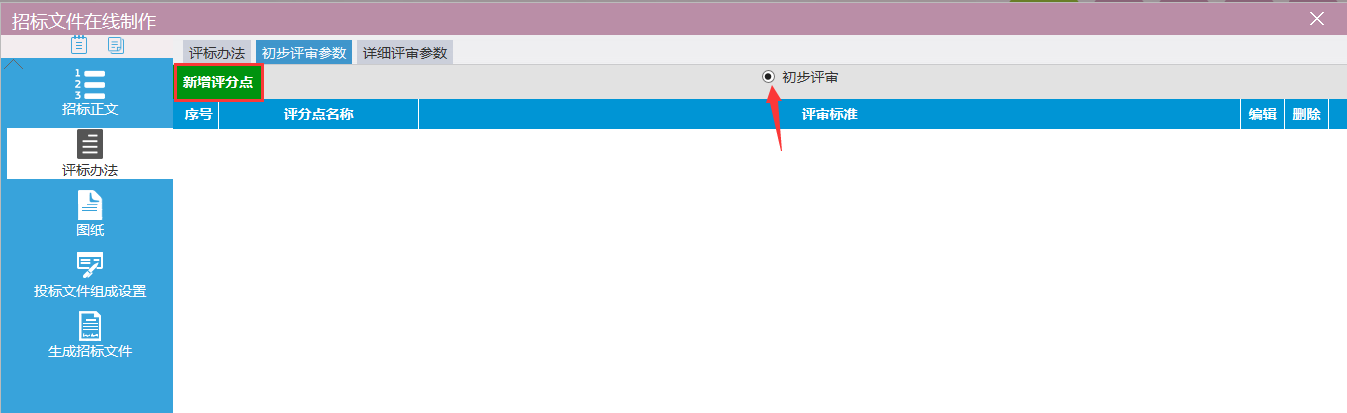 招标文件在线制作
评标办法 初步评审参数 详细评审参数
新增评分点 初步评审
序号 评分点名称 评审标准 编辑 删除
1
2
3
招标正文
评标办法
图纸
投标文件组成设置
生成招标文件